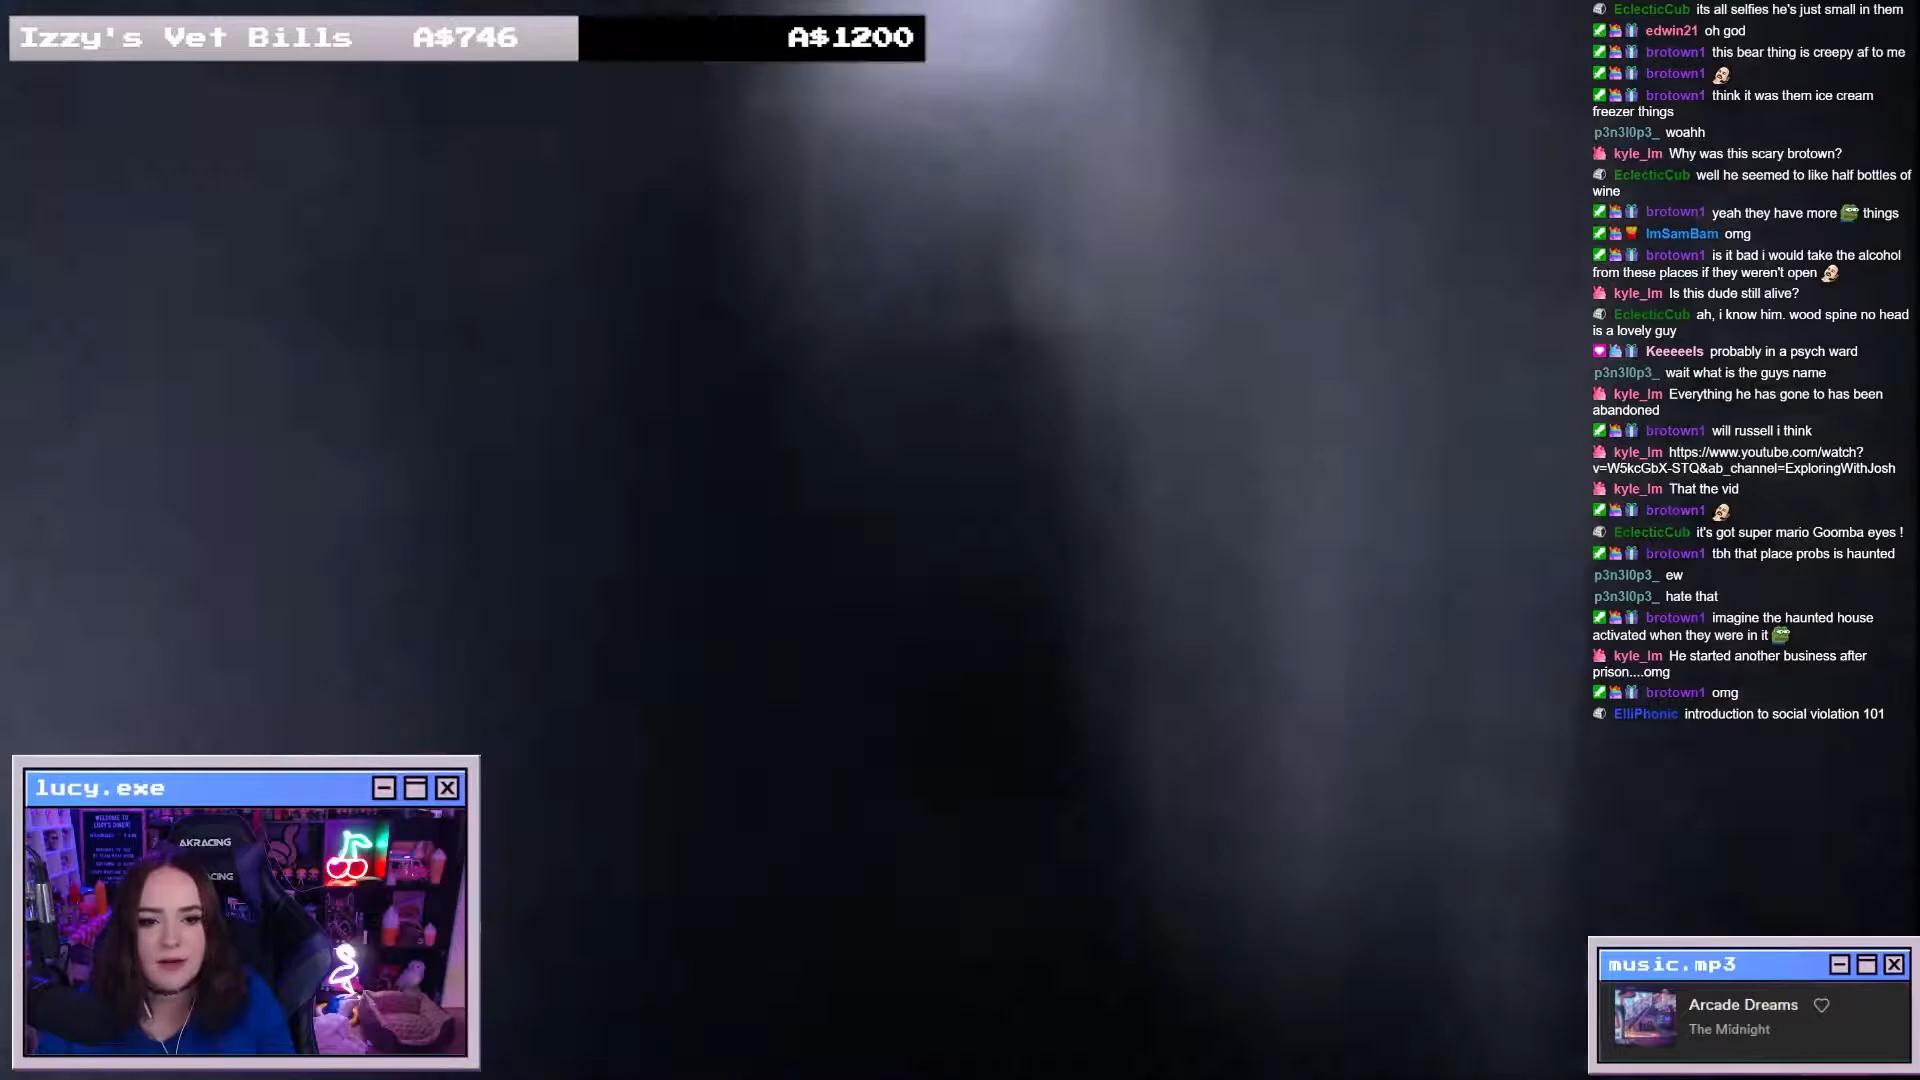 Izzy's Vet Bills A$746 A$1200
EclecticCub its all selfies he's just small in them
edwin21 oh god
brotown1 this bear thing is creepy af to me
brotown1
brotown1 think it was them ice cream
freezer things
p3n3l0p3_ woahh
kyle_lm Why was this scary brotown?
EclecticCub well he seemed to like half bottles of
wine
brotown1 yeah they have more things
ImSamBam omg
brotown1 is it bad i would take the alcohol
from these places if they weren't open
kyle_lm Is this dude still alive?
EclecticCub ah, i know him. wood spine no head
is a lovely guy
Keeeeels probably in a psych ward
p3n3l0p3_ wait what is the guys name
kyle_lm Everything he has gone to has been
abandoned
brotown1 will russell i think
kyle_lm https://www.youtube.com/watch?
v=W5kcGbX-STQ&ab_channel=ExploringWithJosh
kyle_lm That the vid
brotown1
EclecticCub it's got super mario Goomba eyes !
brotown1 tbh that place probs is haunted
p3n3l0p3_ ew
p3n3l0p3_ hate that
brotown1 imagine the haunted house
activated when they were in it
kyle_lm He started another business after
prison....omg
brotown1 omg
ElliPhonic introduction to social violation 101
lucy.exe
WELCOME TO
LUCY'S DINER!
AKRACING
music.mp3
Arcade Dreams
The Midnight